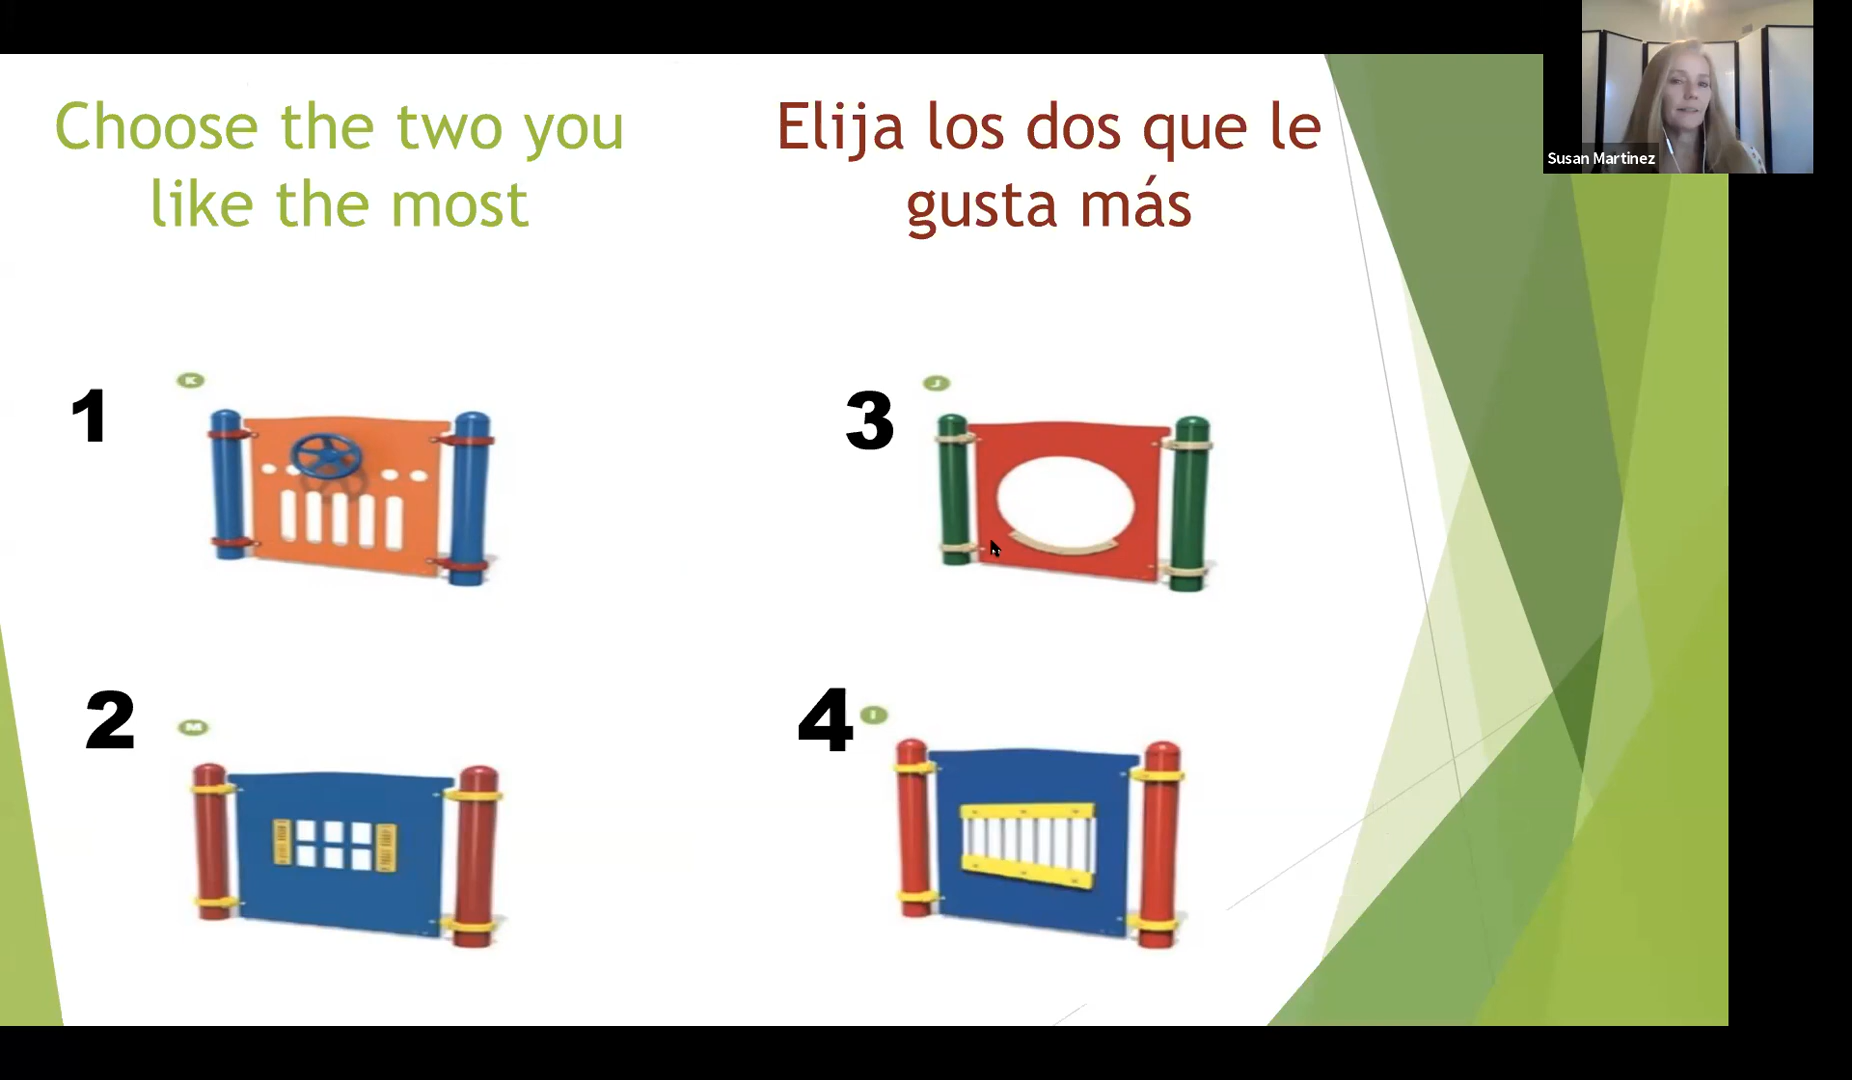 Choose the two you
like the most
Elija los dos que le
gusta más
Susan Martinez
1
K
3
J
2
M
4
I